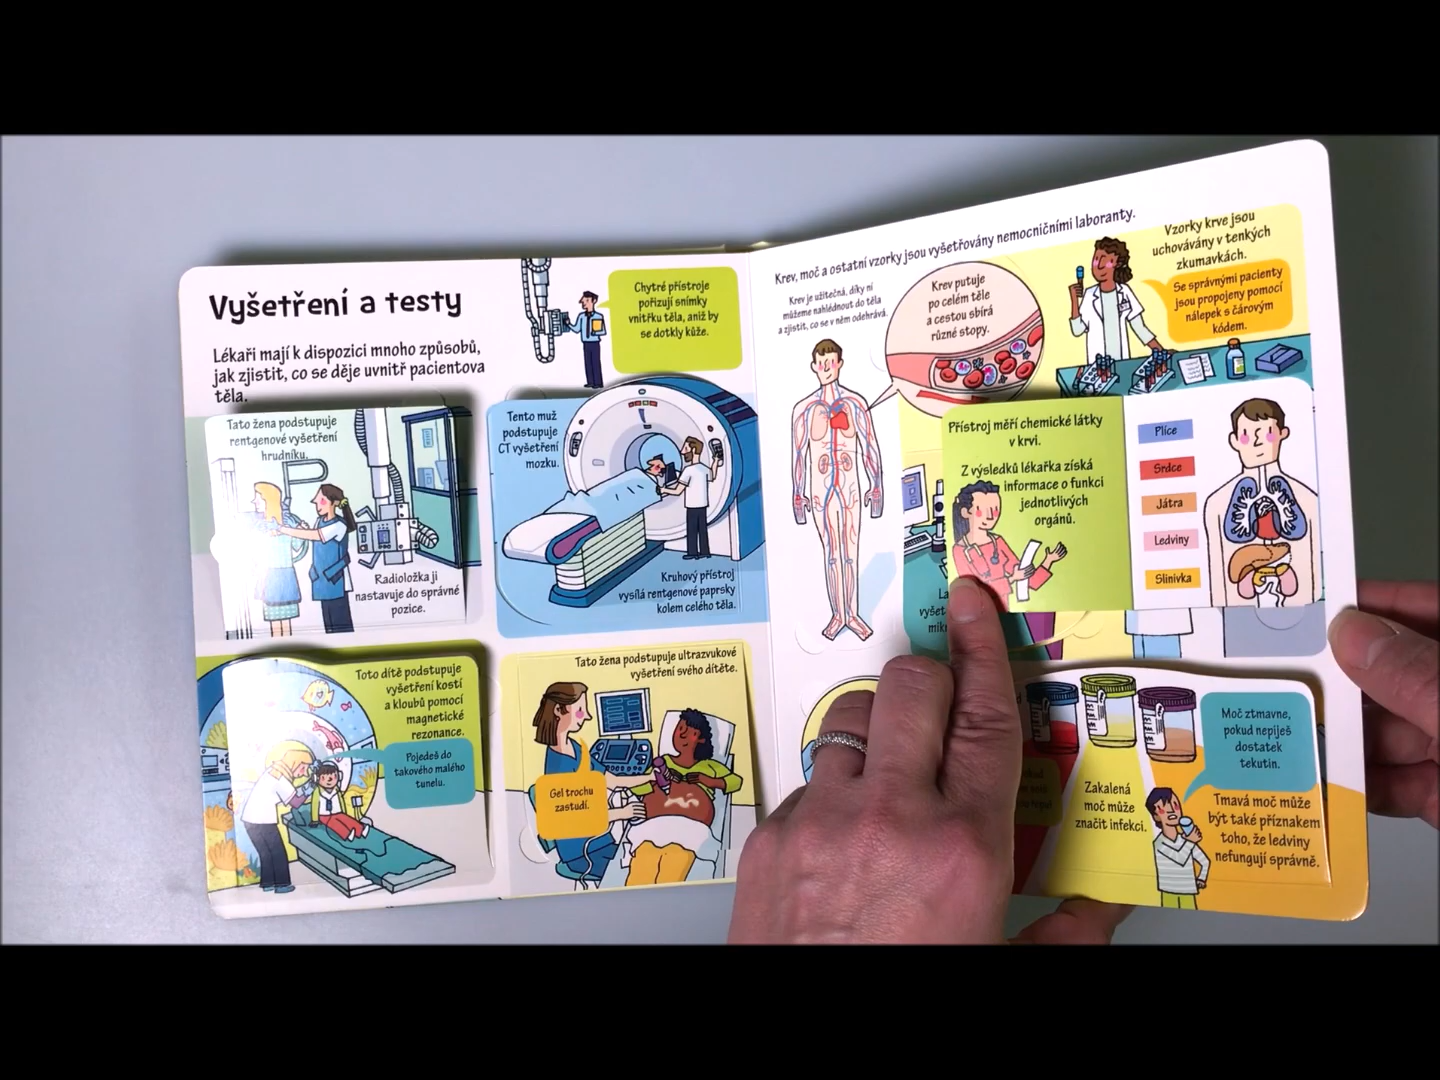 Vyšetření a testy
Lékaři mají k dispozici mnoho způsobů,
jak zjistit, co se děje uvnitř pacientova
těla.
Chytré přístroje
pořizují snímky
vnitřku těla, aniž by
se dotkly kůže.
Tato žena podstupuje
rentgenové vyšetření
hrudníku.
Radioložka ji
nastavuje do správné
pozice.
Tento muž
podstupuje
CT vyšetření
mozku.
Kruhový přístroj
vysílá rentgenové paprsky
kolem celého těla.
Toto dítě podstupuje
vyšetření kostí
a kloubů pomocí
magnetické
rezonance.
Pojedeš do
takového malého
tunelu.
Tato žena podstupuje ultrazvukové
vyšetření svého dítěte.
Gel trochu
zastudí.
Krev, moč a ostatní vzorky jsou vyšetřovány nemocničními laboranty.
Krev je užitečná, díky ní
můžeme nahlédnout do těla
a zjistit, co se v něm odehrává.
Krev putuje
po celém těle
a cestou sbírá
různé stopy.
Vzorky krve jsou
uchovávány v tenkých
zkumavkách.
Se správnými pacienty
jsou propojeny pomocí
nálepek s čárovým
kódem.
Přístroj měří chemické látky
v krvi.
Z výsledků lékařka získá
informace o funkci
jednotlivých
orgánů.
Plíce
Srdce
Játra
Ledviny
Slinivka
Zakalená
moč může
značit infekci.
Moč ztmavne,
pokud nepiješ
dostatek
tekutin.
Tmavá moč může
být také příznakem
toho, že ledviny
nefungují správně.